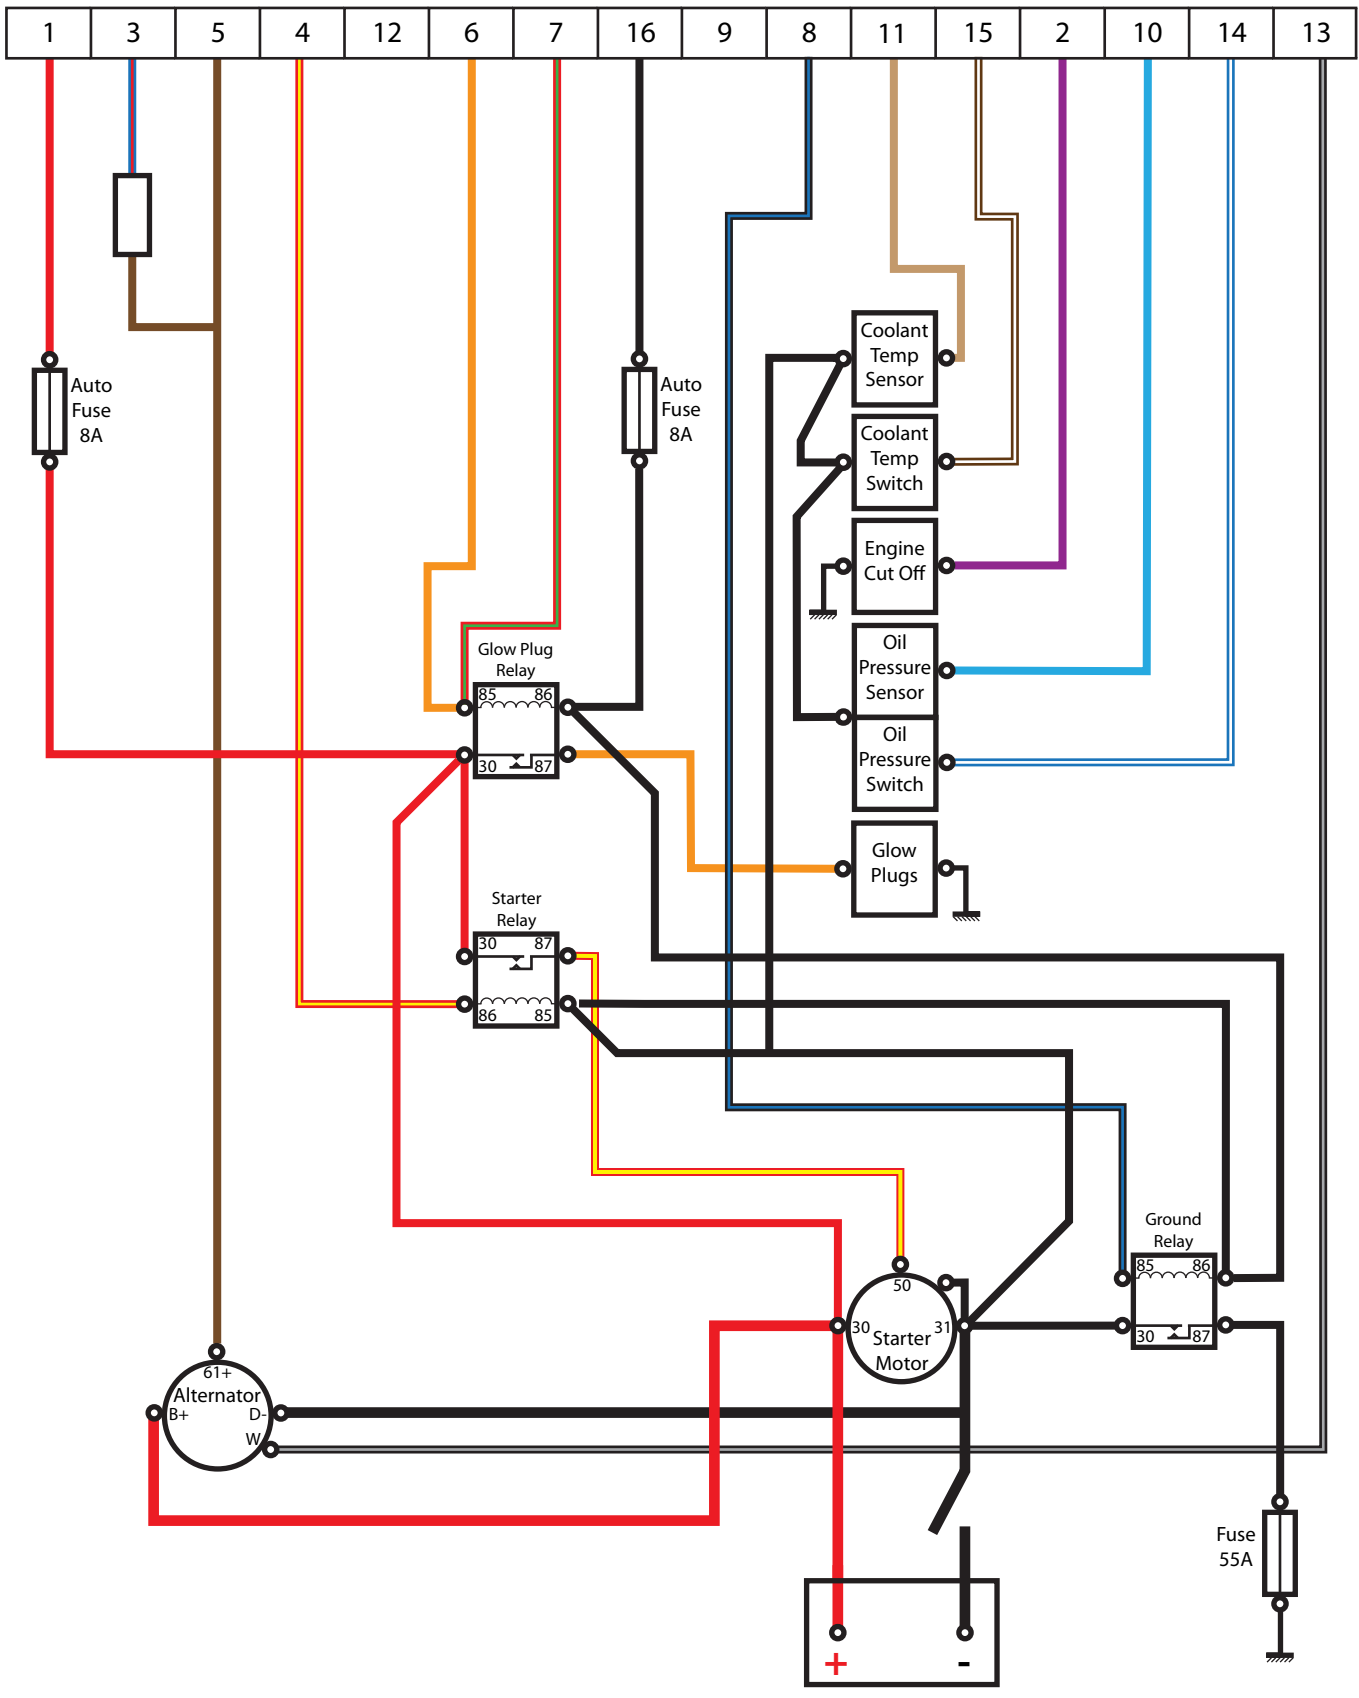 1 3 5 4 12 6 7 16 9 8 11 15 2 10 14 13
Coolant
Temp
Sensor
Auto
Fuse
8A
Auto
Fuse
8A
Coolant
Temp
Switch
Engine
Cut Off
Oil
Pressure
Sensor
Glow Plug
Relay
85 86
30 87
Oil
Pressure
Switch
Glow
Plugs
Starter
Relay
30 87
86 85
Ground
Relay
85 86
30 87
50
30 31
Starter
Motor
61+
Alternator
B+ D-
W
Fuse
55A
+ -